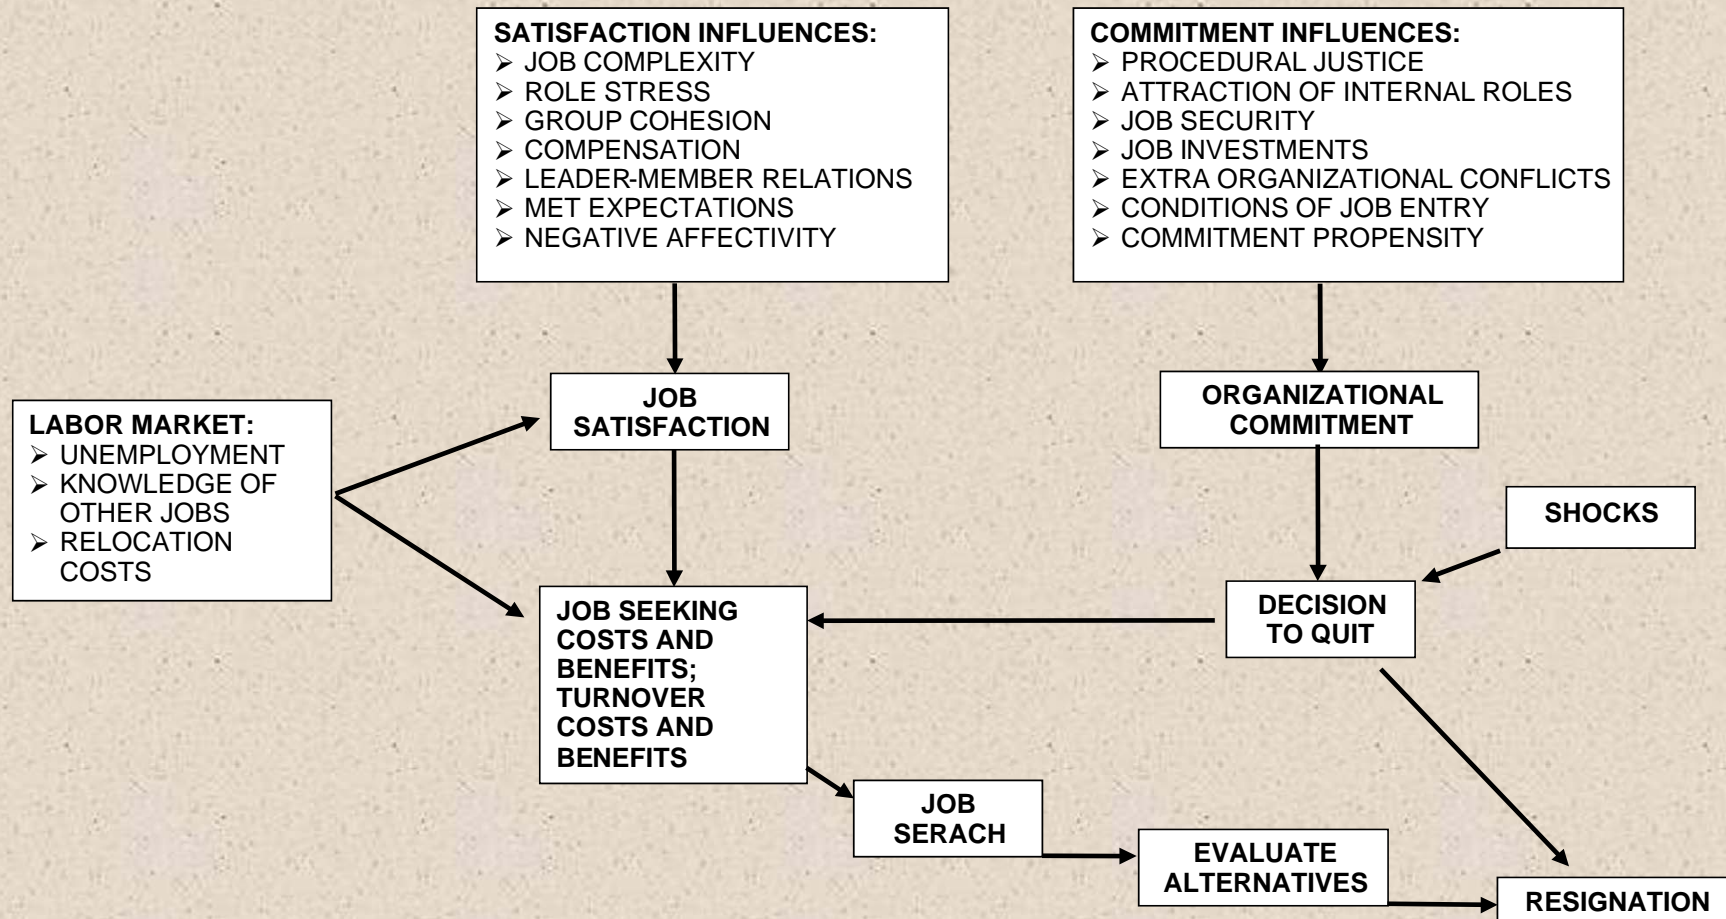 SATISFACTION INFLUENCES:
➢ JOB COMPLEXITY
➢ ROLE STRESS
➢ GROUP COHESION
➢ COMPENSATION
➢ LEADER-MEMBER RELATIONS
➢ MET EXPECTATIONS
➢ NEGATIVE AFFECTIVITY
COMMITMENT INFLUENCES:
➢ PROCEDURAL JUSTICE
➢ ATTRACTION OF INTERNAL ROLES
➢ JOB SECURITY
➢ JOB INVESTMENTS
➢ EXTRA ORGANIZATIONAL CONFLICTS
➢ CONDITIONS OF JOB ENTRY
➢ COMMITMENT PROPENSITY
LABOR MARKET:
➢ UNEMPLOYMENT
➢ KNOWLEDGE OF
OTHER JOBS
➢ RELOCATION
COSTS
JOB
SATISFACTION
ORGANIZATIONAL
COMMITMENT
SHOCKS
JOB SEEKING
COSTS AND
BENEFITS;
TURNOVER
COSTS AND
BENEFITS
DECISION
TO QUIT
JOB
SERACH
EVALUATE
ALTERNATIVES
RESIGNATION